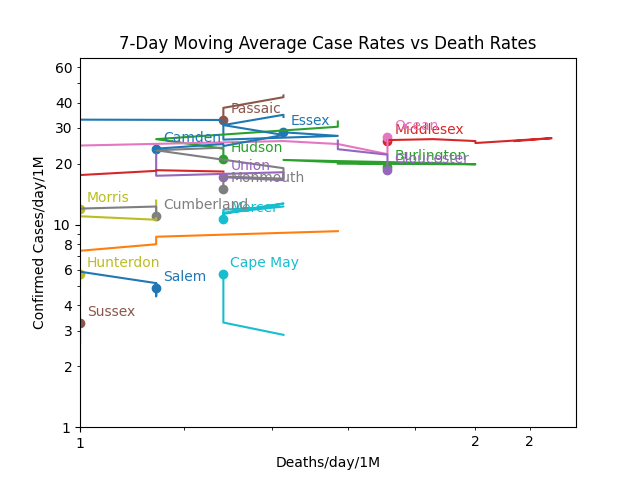 7-Day Moving Average Case Rates vs Death Rates
60
40
30
20
10
8
6
4
3
2
1
Confirmed Cases/day/1M
Passaic
Essex
Ocean
Middlesex
Camden
Hudson
Burlington
Gloucester
Union
Monmouth
Morris
Cumberland
Mercer
Hunterdon
Cape May
Salem
Sussex
1
2
2
Deaths/day/1M